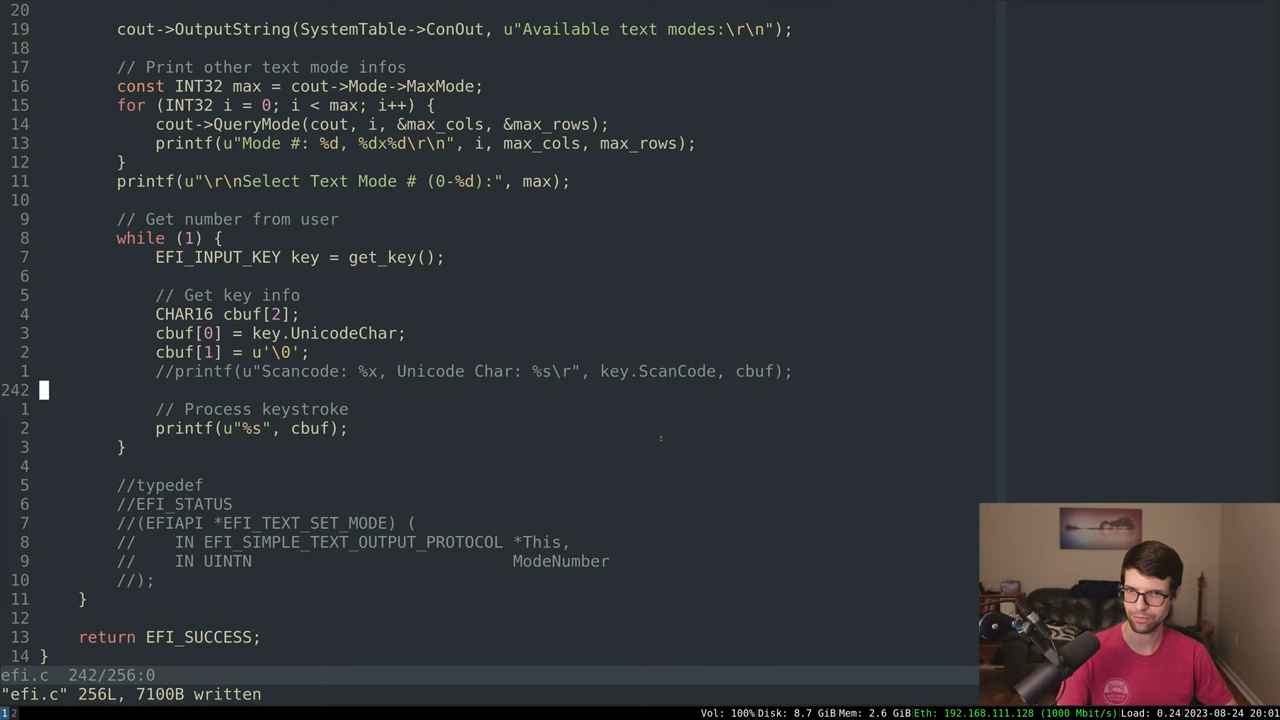 20
19         cout->OutputString(SystemTable->ConOut, u"Available text modes:\r\n");
18
17         // Print other text mode infos
16         const INT32 max = cout->Mode->MaxMode;
15         for (INT32 i = 0; i < max; i++) {
14             cout->QueryMode(cout, i, &max_cols, &max_rows);
13             printf(u"Mode #: %d, %dx%d\r\n", i, max_cols, max_rows);
12         }
11         printf(u"\r\nSelect Text Mode # (0-%d):", max);
10
9         // Get number from user
8         while (1) {
7             EFI_INPUT_KEY key = get_key();
6
5             // Get key info
4             CHAR16 cbuf[2];
3             cbuf[0] = key.UnicodeChar;
2             cbuf[1] = u'\0';
1             //printf(u"Scancode: %x, Unicode Char: %s\r", key.ScanCode, cbuf);
242
1             // Process keystroke
2             printf(u"%s", cbuf);
3         }
4
5         //typedef
6         //EFI_STATUS
7         //(EFIAPI *EFI_TEXT_SET_MODE) (
8         //    IN EFI_SIMPLE_TEXT_OUTPUT_PROTOCOL *This,
9         //    IN UINTN                           ModeNumber
10         //);
11     }
12
13     return EFI_SUCCESS;
14 }
efi.c  242/256:0
"efi.c" 256L, 7100B written
1 2 Vol: 100% Disk: 8.7 GiB Mem: 2.6 GiB Eth: 192.168.111.128 (1000 Mbit/s) Load: 0.24 2023-08-24 20:01